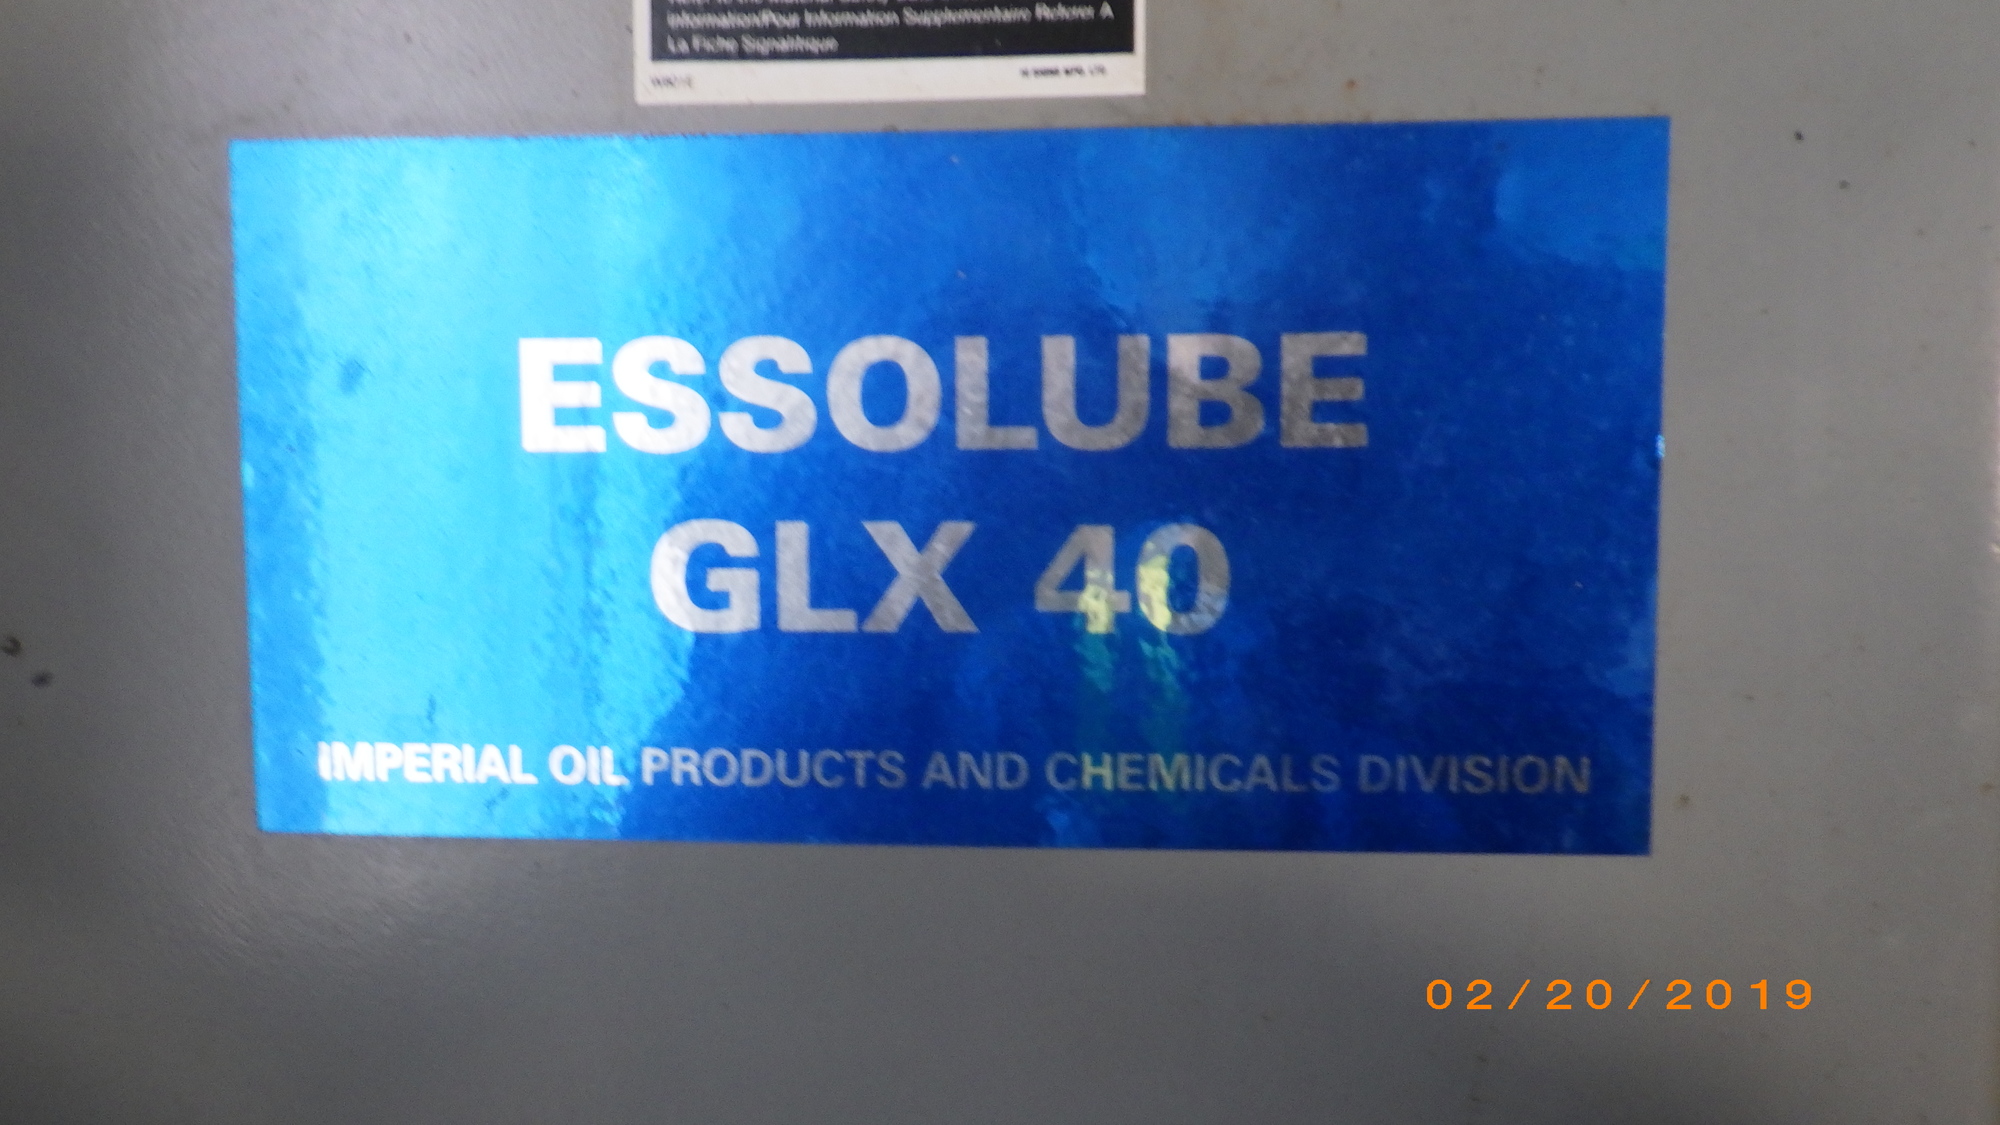 information/Pour Information Supplementaire Referer A
La Fiche Signalitique
ESSOLUBE
GLX 40
IMPERIAL OIL PRODUCTS AND CHEMICALS DIVISION
02/20/2019